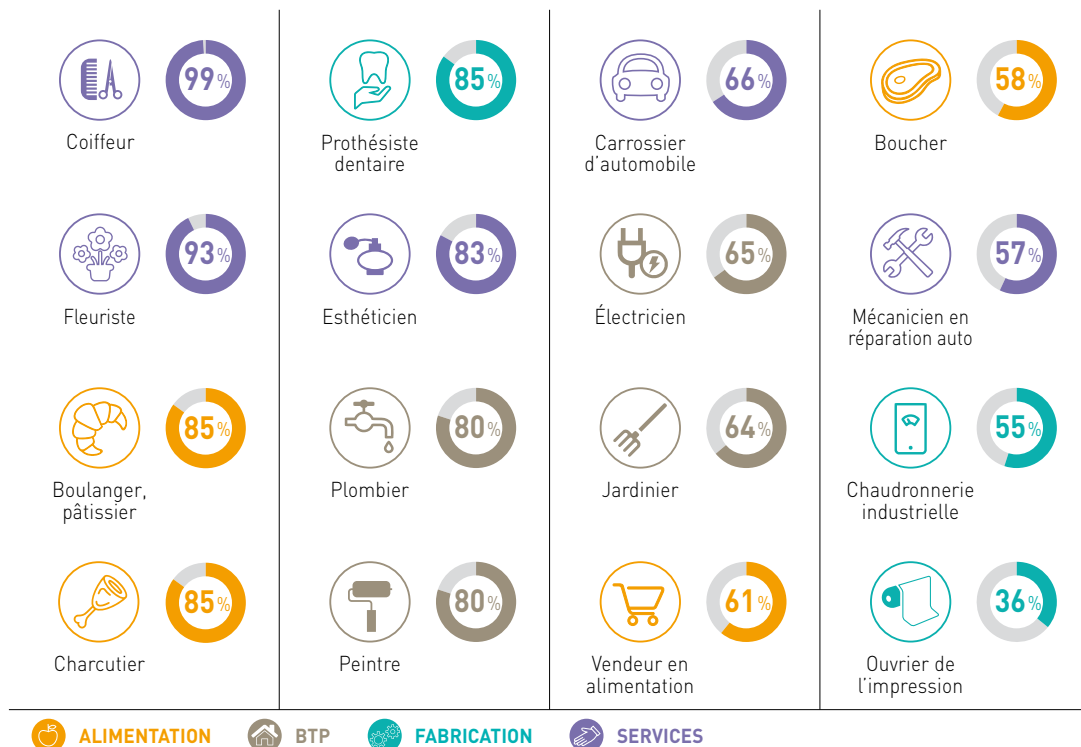 99%
Coiffeur
93%
Fleuriste
85%
Boulanger,
pâtissier
85%
Charcutier
85%
Prothésiste
dentaire
83%
Esthéticien
80%
Plombier
80%
Peintre
66%
Carrossier
d'automobile
65%
Électricien
64%
Jardinier
61%
Vendeur en
alimentation
58%
Boucher
57%
Mécanicien en
réparation auto
55%
Chaudronnerie
industrielle
36%
Ouvrier de
l'impression
ALIMENTATION
BTP
FABRICATION
SERVICES